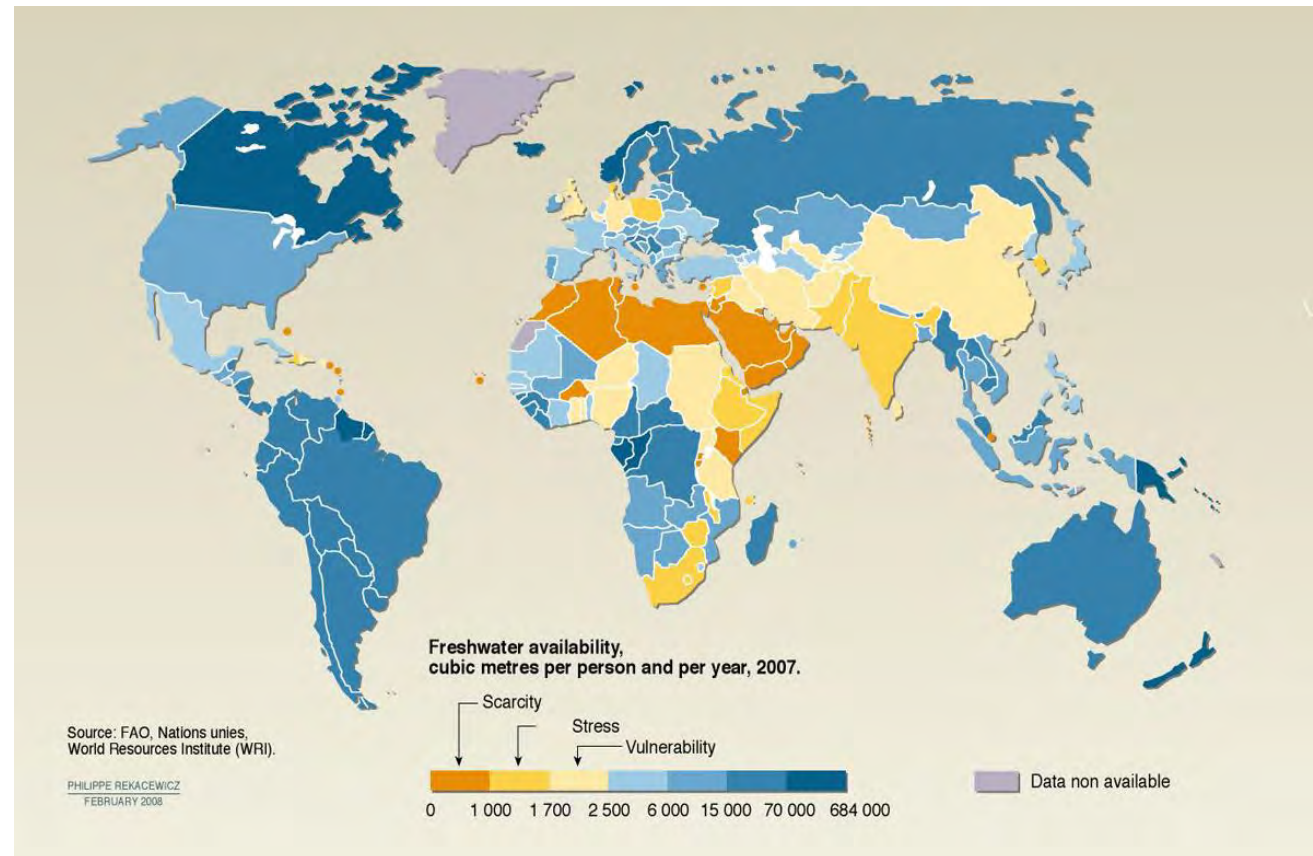 Freshwater availability,
cubic metres per person and per year, 2007.
Scarcity
Stress
Vulnerability
0 1 000 1 700 2 500 6 000 15 000 70 000 684 000
Data non available
Source: FAO, Nations unies,
World Resources Institute (WRI).
PHILIPPE REKACEWICZ
FEBRUARY 2008